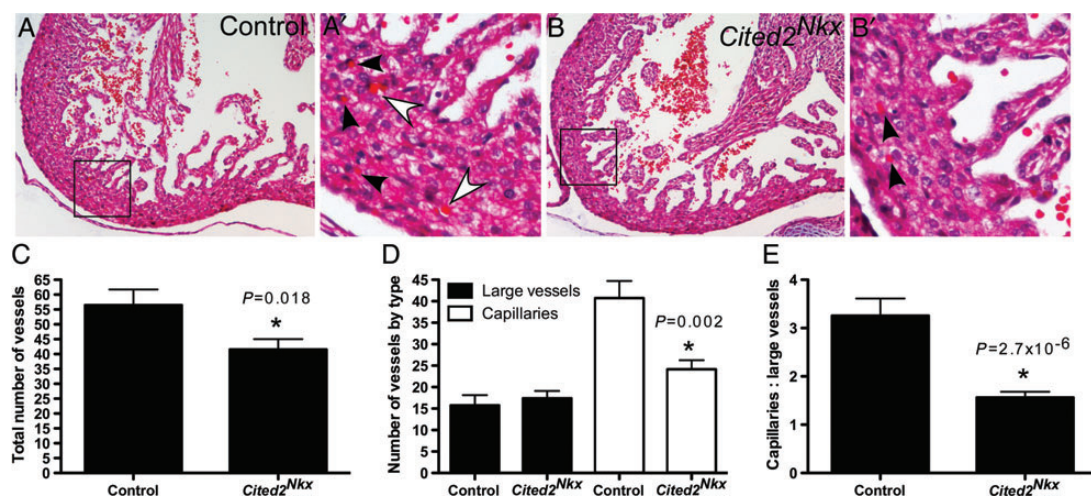 A Control A′ B Cited2Nkx B′
C
Total number of vessels
65
60
55
50
45
40
35
30
25
20
15
10
5
0
P=0.018
*
Control Cited2Nkx
D
Number of vessels by type
45
40
35
30
25
20
15
10
5
0
Large vessels
Capillaries
P=0.002
*
Control Cited2Nkx Control Cited2Nkx
E
Capillaries : large vessels
4
3
2
1
0
P=2.7x10-6
*
Control Cited2Nkx